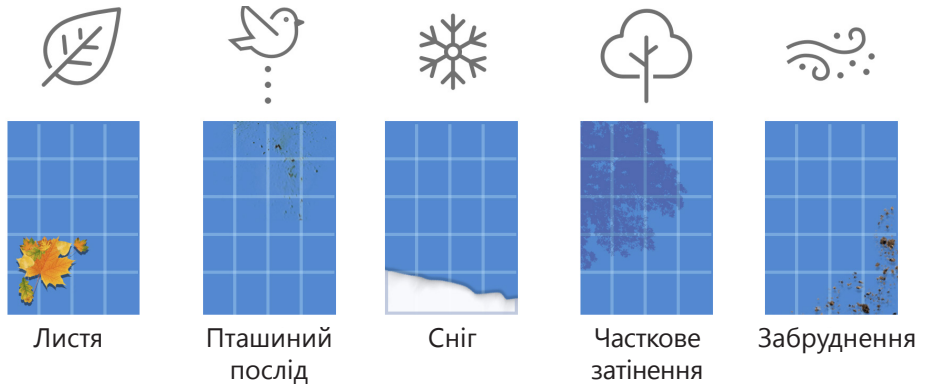 Листя
Пташиний
послід
Сніг
Часткове
затінення
Забруднення